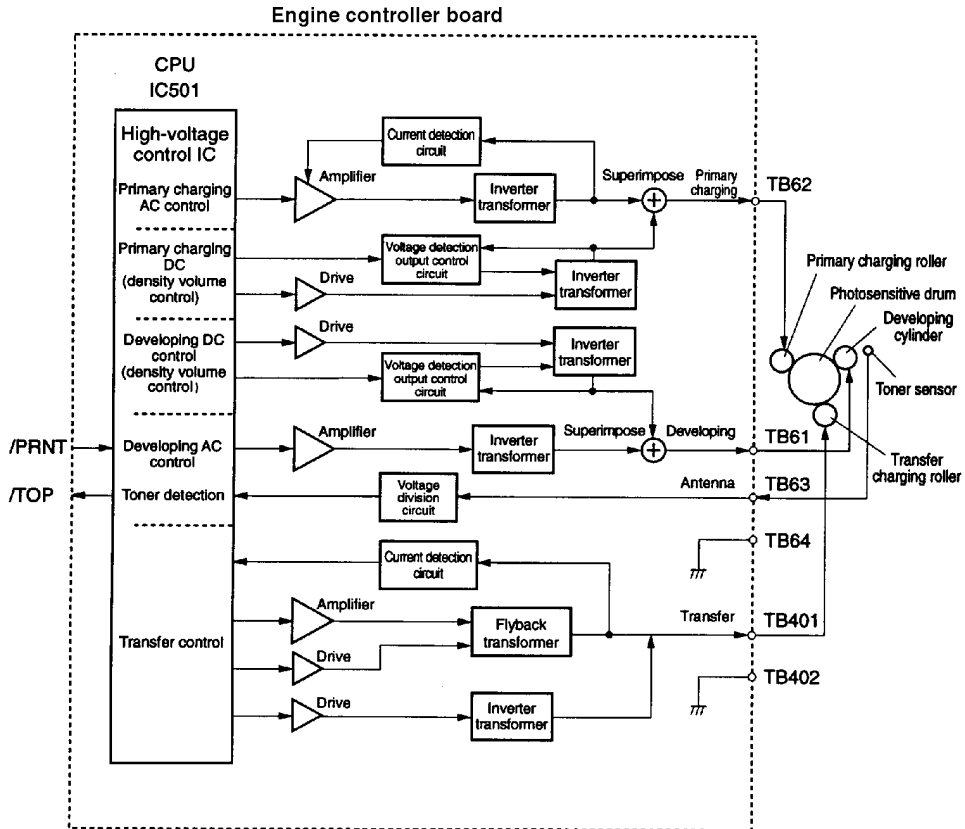 Engine controller board
CPU
IC501
High-voltage
control IC
Primary charging
AC control
Primary charging
DC
(density volume
control)
Developing DC
control
(density volume
control)
Developing AC
control
Toner detection
Transfer control
/PRNT
/TOP
Current detection
circuit
Amplifier
Inverter
transformer
Superimpose
Primary
charging
TB62
Voltage detection
output control
circuit
Drive
Inverter
transformer
Drive
Inverter
transformer
Voltage detection
output control
circuit
Amplifier
Inverter
transformer
Superimpose
Developing
TB61
Voltage
division
circuit
Antenna
TB63
Current detection
circuit
TB64
Amplifier
Flyback
transformer
Transfer
TB401
Drive
TB402
Drive
Inverter
transformer
Primary charging roller
Photosensitive drum
Developing
cylinder
Toner sensor
Transfer
charging roller